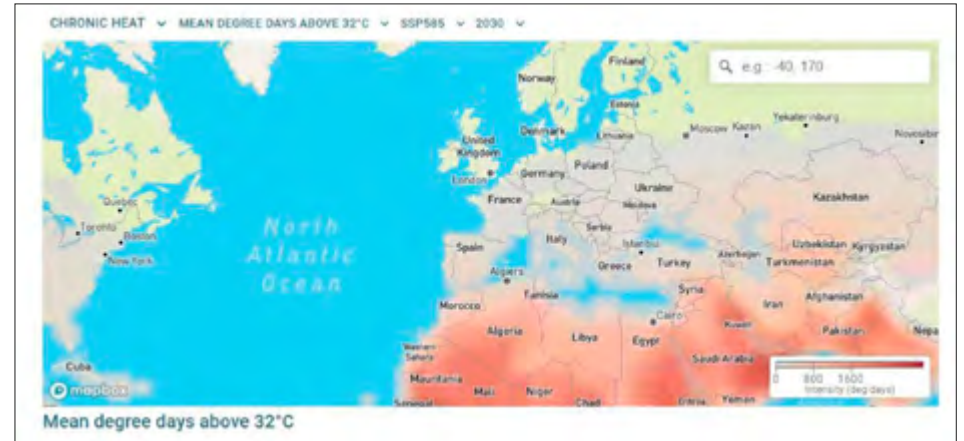 CHRONIC HEAT MEAN DEGREE DAYS ABOVE 32°C SSP585 2030
e.g.: -40, 170
Finland
Norway
Estonia
Yekaterinburg
Moscow Kazan
Denmark
Lithuania
United
Kingdom
London
Germany
Poland
Ukraine
Kazakhstan
Quebec
France
Austria
Moldova
Toronto
Boston
New York
North
Atlantic
Ocean
Serbia
Italy
Istanbul
Spain
Greece
Turkey
Azerbaijan
Uzbekistan Kyrgyzstan
Turkmenistan
Algiers
Tunisia
Syria
Morocco
Cairo
Iran
Afghanistan
Algeria
Libya
Egypt
Kuwait
Pakistan
Nepa
Western
Sahara
Saudi Arabia
Cuba
Mauritania
Mali
Niger
Chad
Eritrea
Yemen
Senegal
0 800 1600
Intensity (deg days)
mapbox
Mean degree days above 32°C